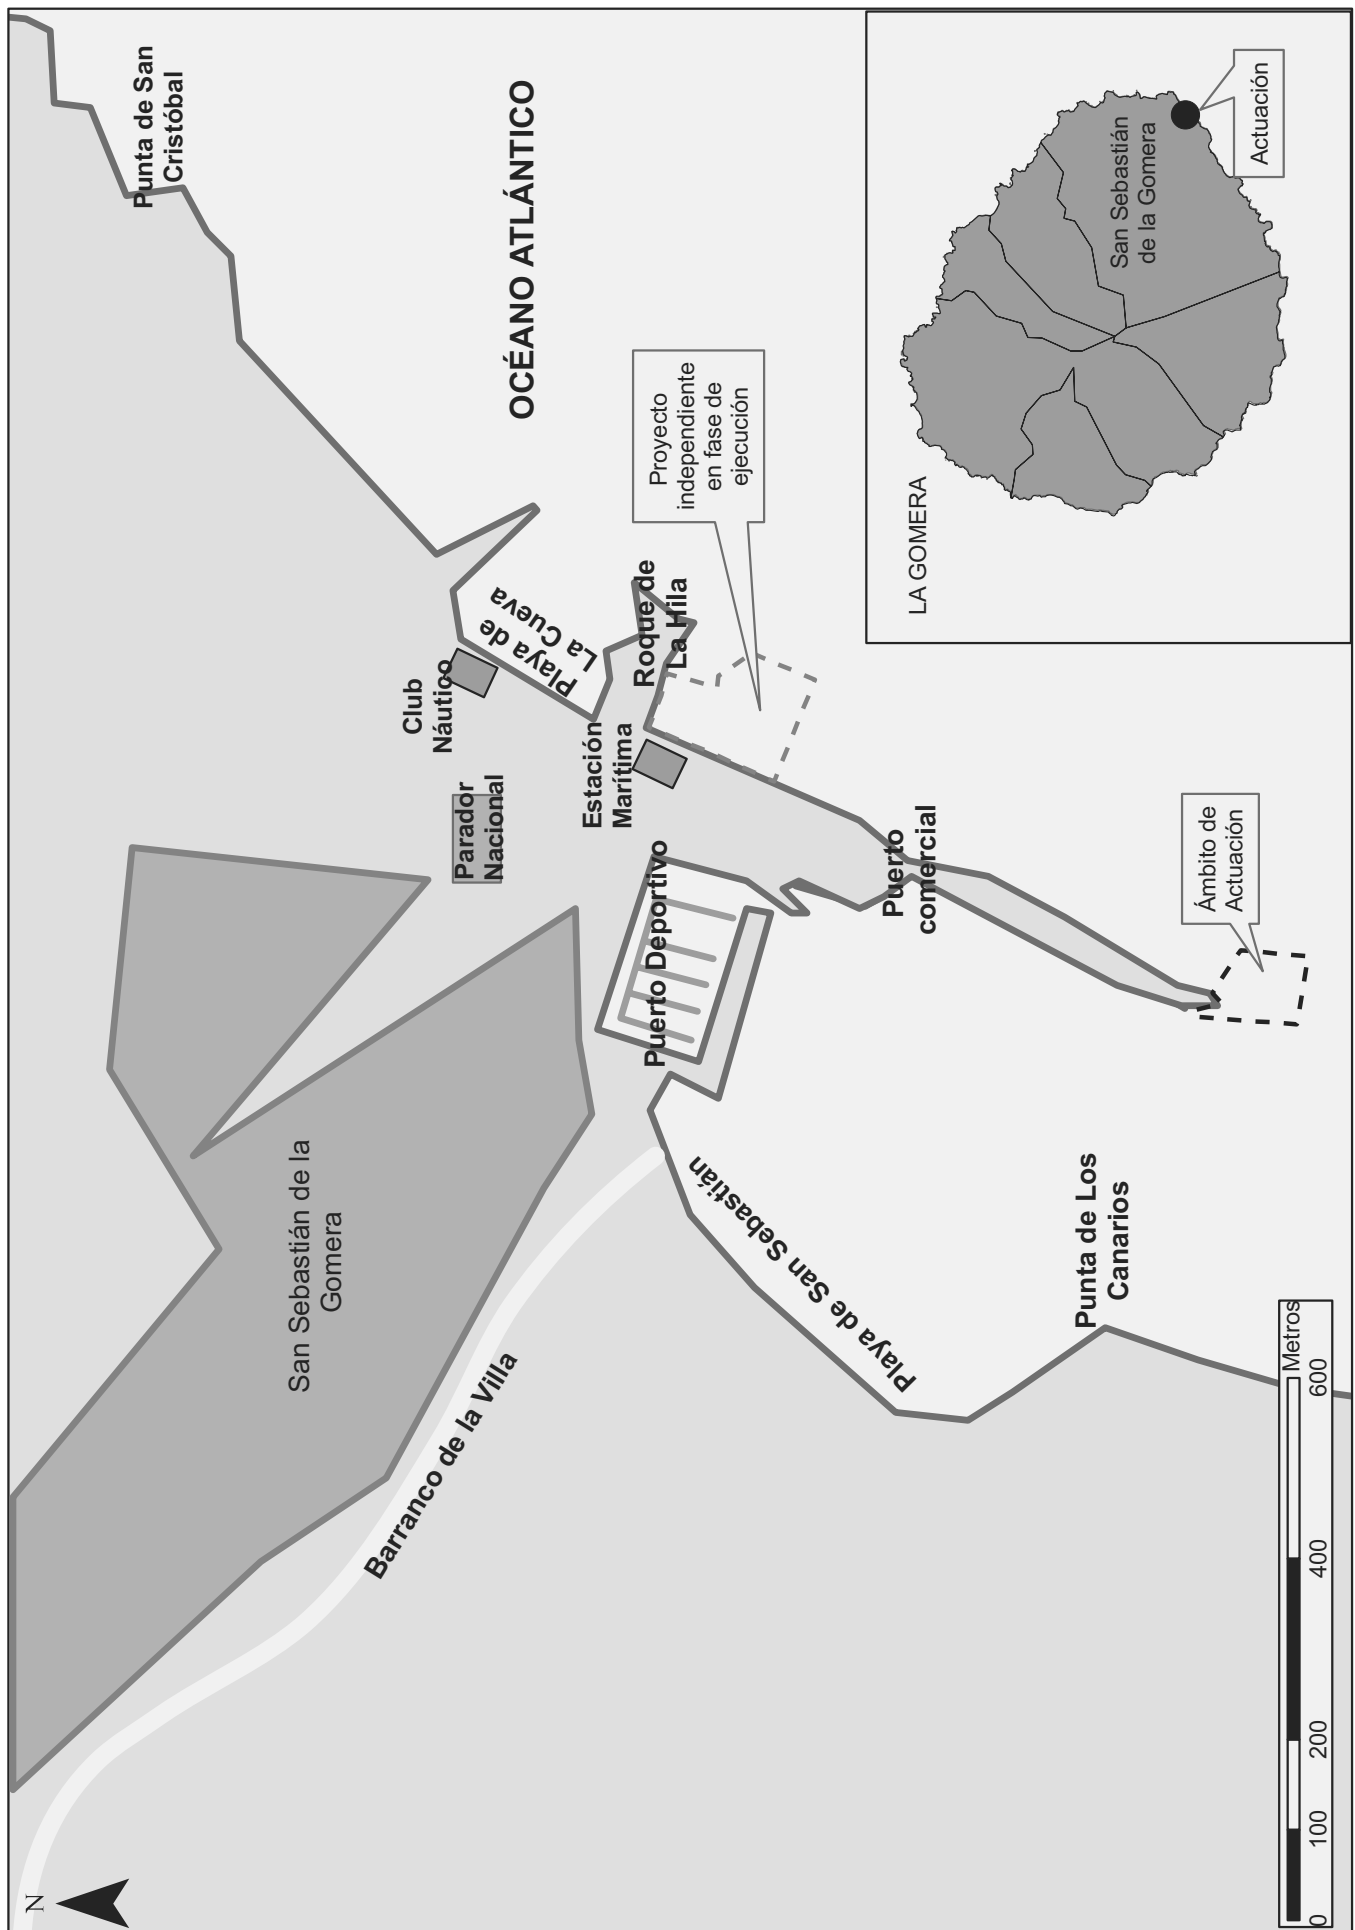 N
Punta de San
Cristóbal
OCÉANO ATLÁNTICO
San Sebastián de la
Gomera
Barranco de la Villa
Club
Náutico
Parador
Nacional
Playa de
La Cueva
Estación
Marítima
Roque de
La Hila
Proyecto
independiente
en fase de
ejecución
Puerto Deportivo
Puerto
comercial
Playa de San Sebastián
Punta de Los
Canarios
Ámbito de
Actuación
LA GOMERA
San Sebastián
de la Gomera
Actuación
Metros
0 100 200 400 600